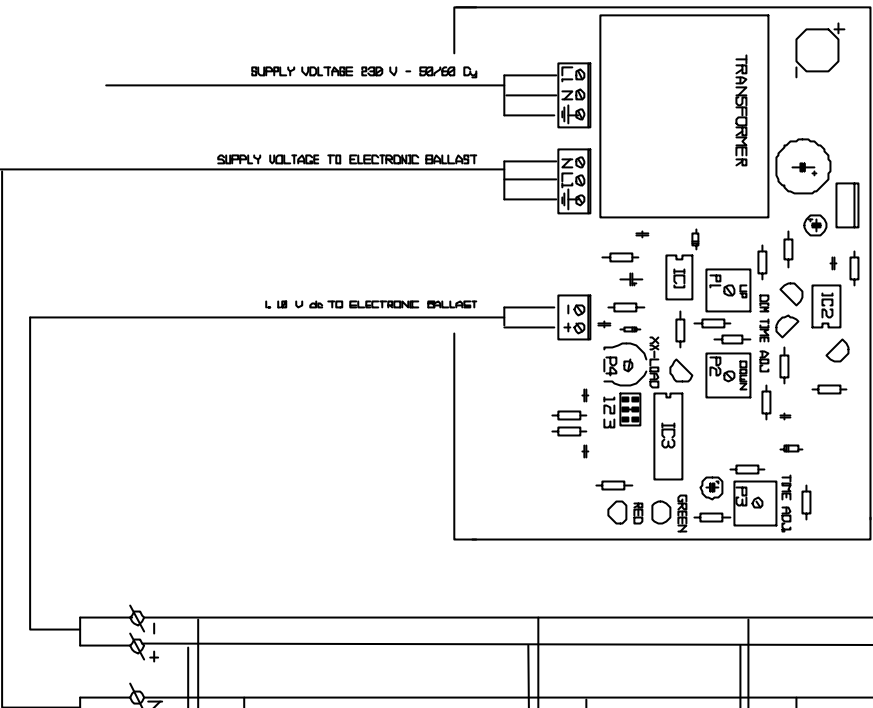 SUPPLY VOLTAGE 230 V - 50/60
SUPPLY VOLTAGE TO ELECTRONIC BALLAST
V dc TO ELECTRONIC BALLAST
L1
N
N
L1
-
+
TRANSFORMER
+
-
IC1
P1
UP
DIM TIME ADJ
IC2
XX-LOAD
P4
P2
DOWN
1 2 3
IC3
RED
GREEN
P3
TIME ADJ
-
+
N